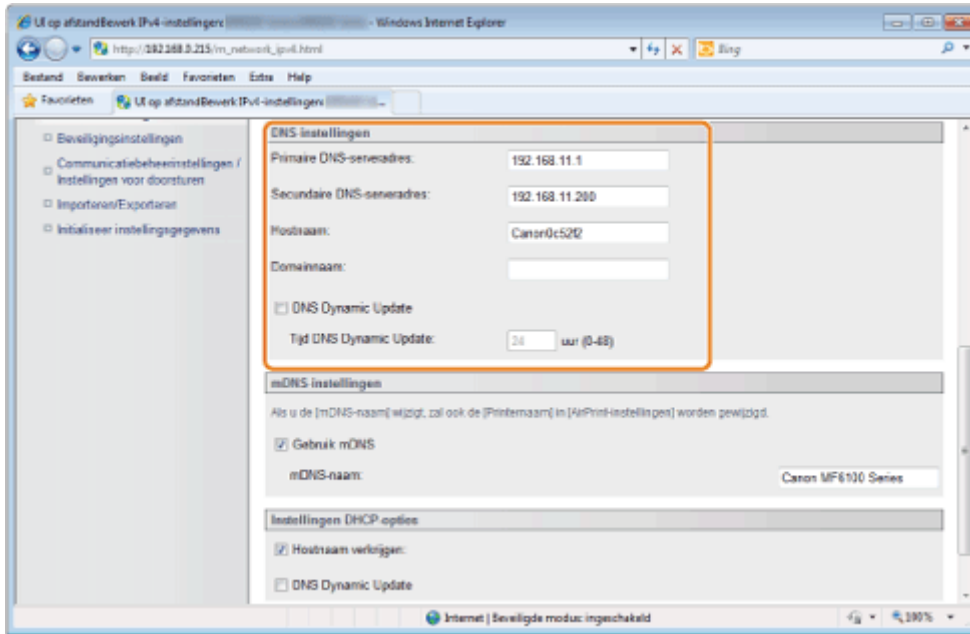 UI op afstandBewerk IPv4-instellingen - Windows Internet Explorer
http://192.168.0.215/m_network_ipv4.html
Bing
Bestand Bewerken Beeld Favorieten Extra Help
Favorieten UI op afstandBewerk IPv4-instellingen
Beveiligingsinstellingen
Communicatiebeheerinstellingen /
Instellingen voor doorsturen
Importeren/Exporteren
Initialiseer instellingsgegevens
DNS-instellingen
Primaire DNS-serveradres: 192.168.11.1
Secundaire DNS-serveradres: 192.168.11.200
Hostnaam: Canon0c52f2
Domeinnaam:
DNS Dynamic Update
Tijd DNS Dynamic Update: 24 uur (0-48)
mDNS-instellingen
Als u de [mDNS-naam] wijzigt, zal ook de [Printernaam] in [AirPrint-instellingen] worden gewijzigd.
Gebruik mDNS
mDNS-naam: Canon MF6100 Series
Instellingen DHCP-opties
Hostnaam verkrijgen:
DNS Dynamic Update
Internet | Beveiligde modus: ingeschakeld
100%